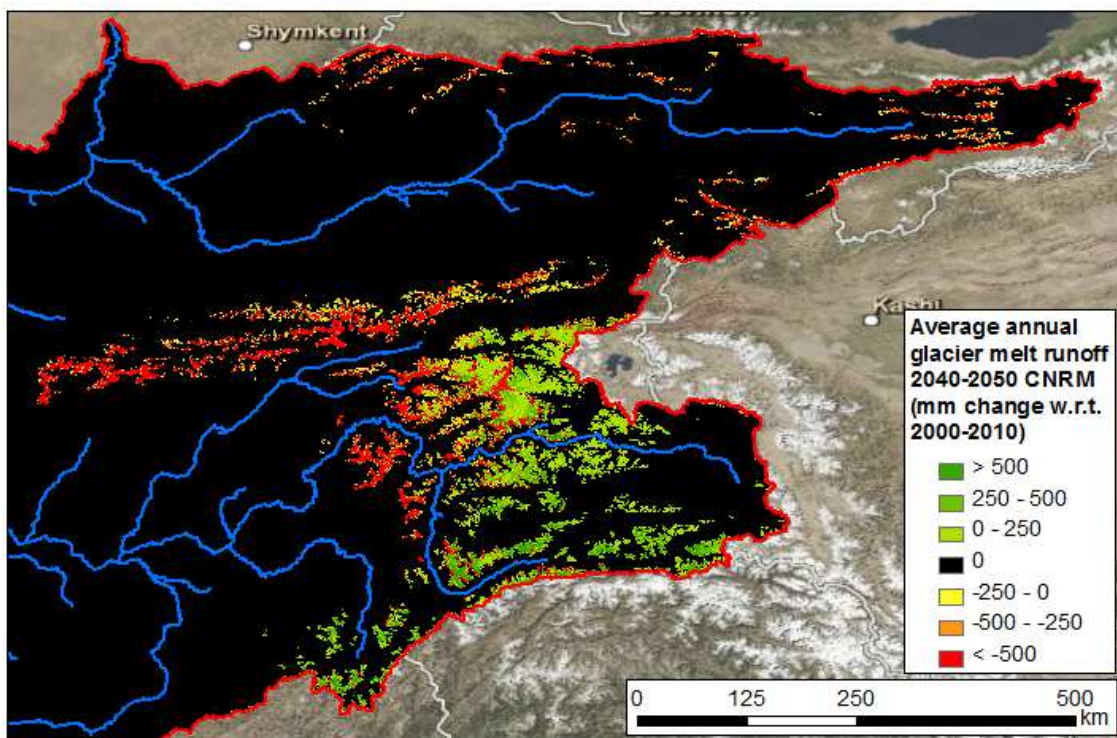 Shymkent
Kashi
Average annual
glacier melt runoff
2040-2050 CNRM
(mm change w.r.t.
2000-2010)
> 500
250 - 500
0 - 250
0
-250 - 0
-500 - -250
< -500
0 125 250 500
km